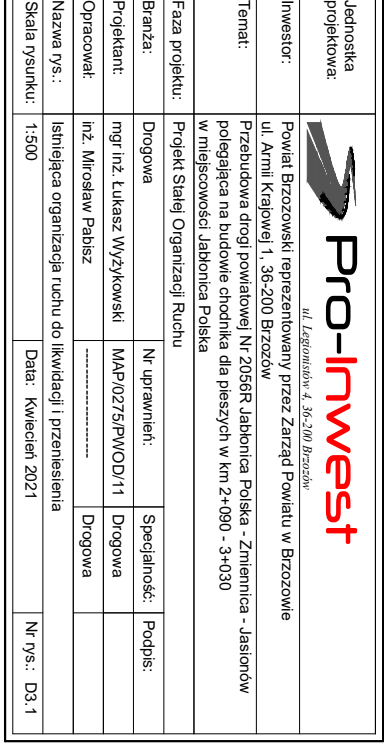 Jednostka projektowa: Pro-Inwest
ul. Legionistów 4, 36-200 Brzozów
Inwestor: Powiat Brzozowski reprezentowany przez Zarząd Powiatu w Brzozowie
ul. Armii Krajowej 1, 36-200 Brzozów
Temat: Przebudowa drogi powiatowej Nr 2056R Jabłonica Polska - Zmiennica - Jasionów
polegająca na budowie chodnika dla pieszych w km 2+090 - 3+030
w miejscowości Jabłonica Polska
Faza projektu: Projekt Stałej Organizacji Ruchu
Branża: Drogowa Nr uprawnień: Specjalność: Podpis:
Projektant: mgr inż. Łukasz Wyżykowski MAP/0275/PWOD/11 Drogowa
Opracował: inż. Mirosław Pabisz ----------------- Drogowa
Nazwa rys.: Istniejąca organizacja ruchu do likwidacji i przeniesienia
Skala rysunku: 1:500 Data: Kwiecień 2021 Nr rys.: D3.1